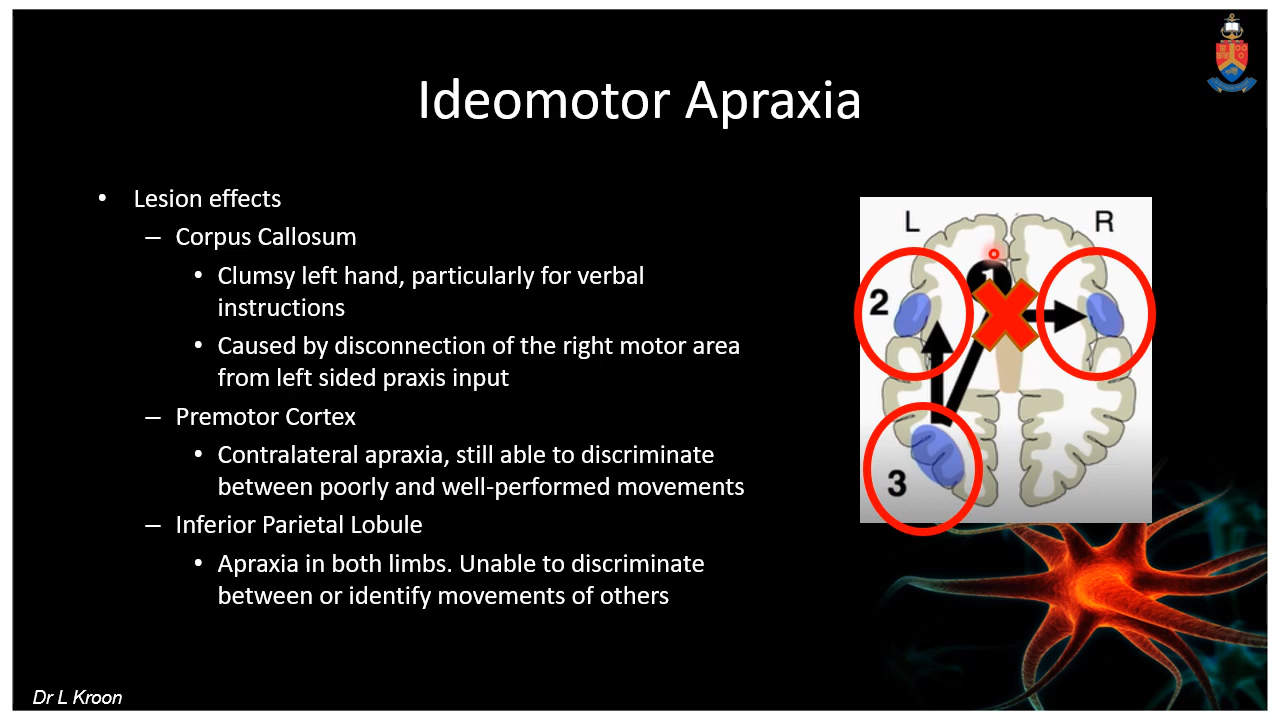 Ideomotor Apraxia
• Lesion effects
– Corpus Callosum
• Clumsy left hand, particularly for verbal
instructions
• Caused by disconnection of the right motor area
from left sided praxis input
– Premotor Cortex
• Contralateral apraxia, still able to discriminate
between poorly and well-performed movements
– Inferior Parietal Lobule
• Apraxia in both limbs. Unable to discriminate
between or identify movements of others
L R
1
2
3
Dr L Kroon